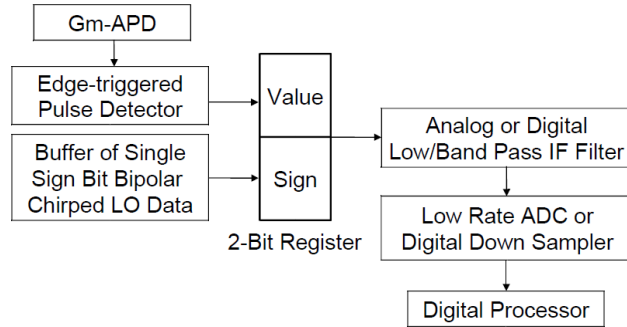 Gm-APD
Edge-triggered
Pulse Detector
Buffer of Single
Sign Bit Bipolar
Chirped LO Data
Value
Sign
2-Bit Register
Analog or Digital
Low/Band Pass IF Filter
Low Rate ADC or
Digital Down Sampler
Digital Processor